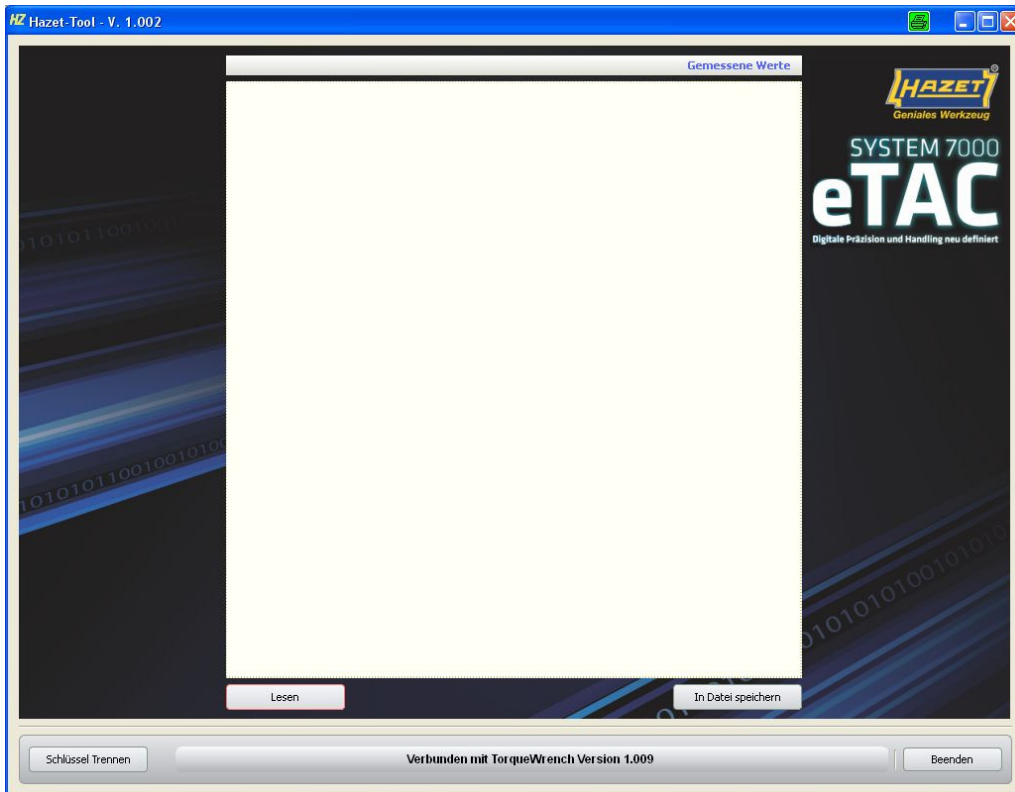 HZ Hazet-Tool - V. 1.002
Gemessene Werte
HAZET®
Geniales Werkzeug
SYSTEM 7000
eTAC
Digitale Präzision und Handling neu definiert
Lesen
In Datei speichern
Schlüssel Trennen
Verbunden mit TorqueWrench Version 1.009
Beenden